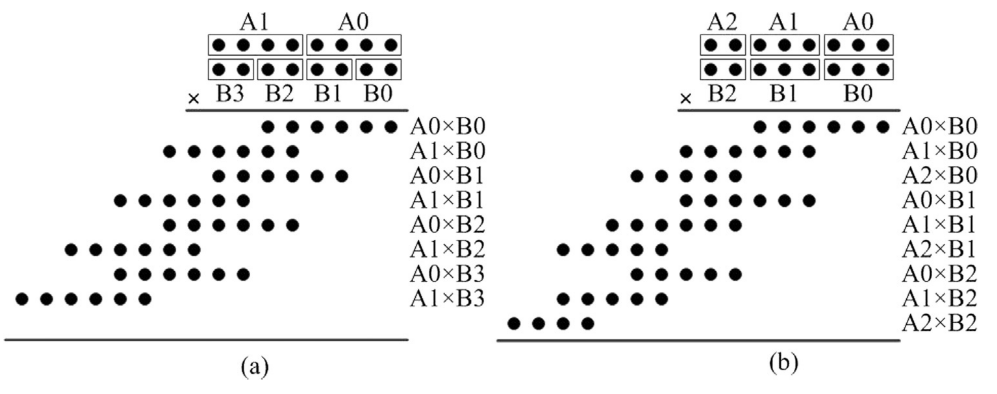 A1 A0
× B3 B2 B1 B0
A0×B0
A1×B0
A0×B1
A1×B1
A0×B2
A1×B2
A0×B3
A1×B3
(a)
A2 A1 A0
× B2 B1 B0
A0×B0
A1×B0
A2×B0
A0×B1
A1×B1
A2×B1
A0×B2
A1×B2
A2×B2
(b)